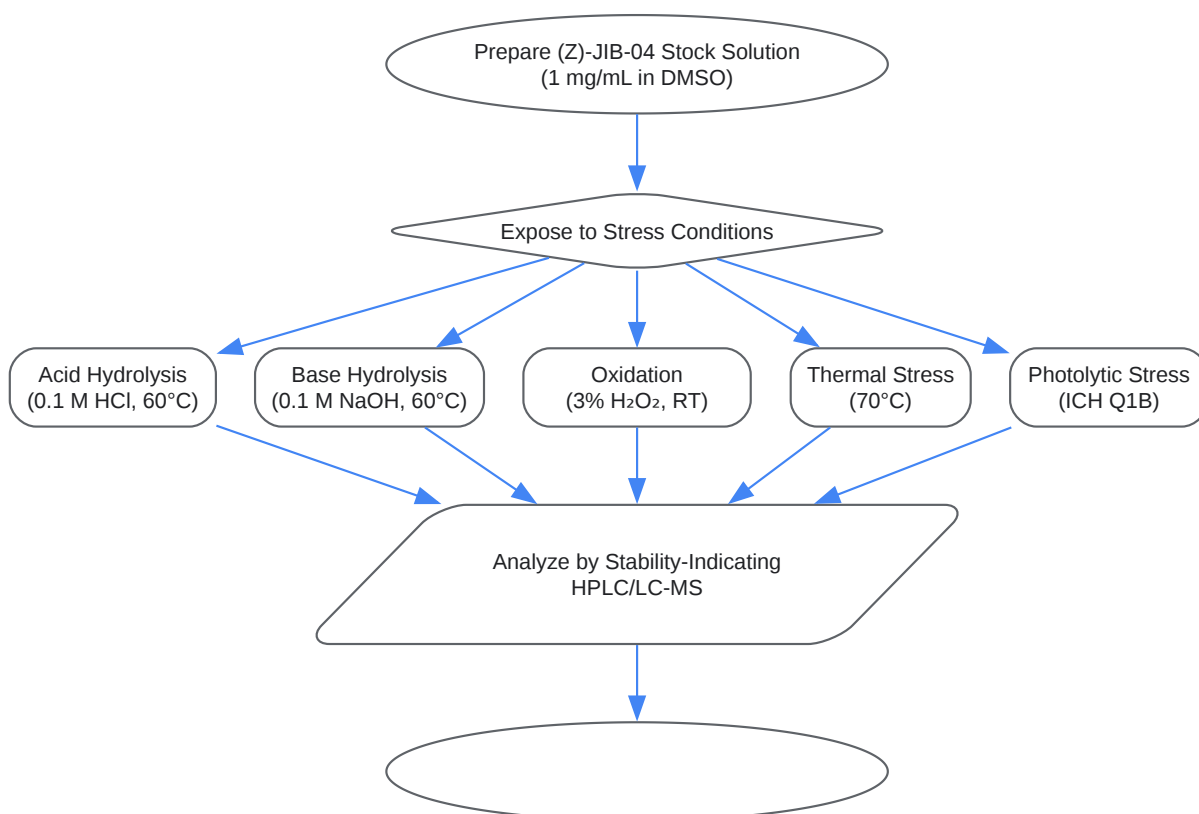 Prepare (Z)-JIB-04 Stock Solution
(1 mg/mL in DMSO)
Expose to Stress Conditions
Acid Hydrolysis
(0.1 M HCl, 60°C)
Base Hydrolysis
(0.1 M NaOH, 60°C)
Oxidation
(3% H₂O₂, RT)
Thermal Stress
(70°C)
Photolytic Stress
(ICH Q1B)
Analyze by Stability-Indicating
HPLC/LC-MS